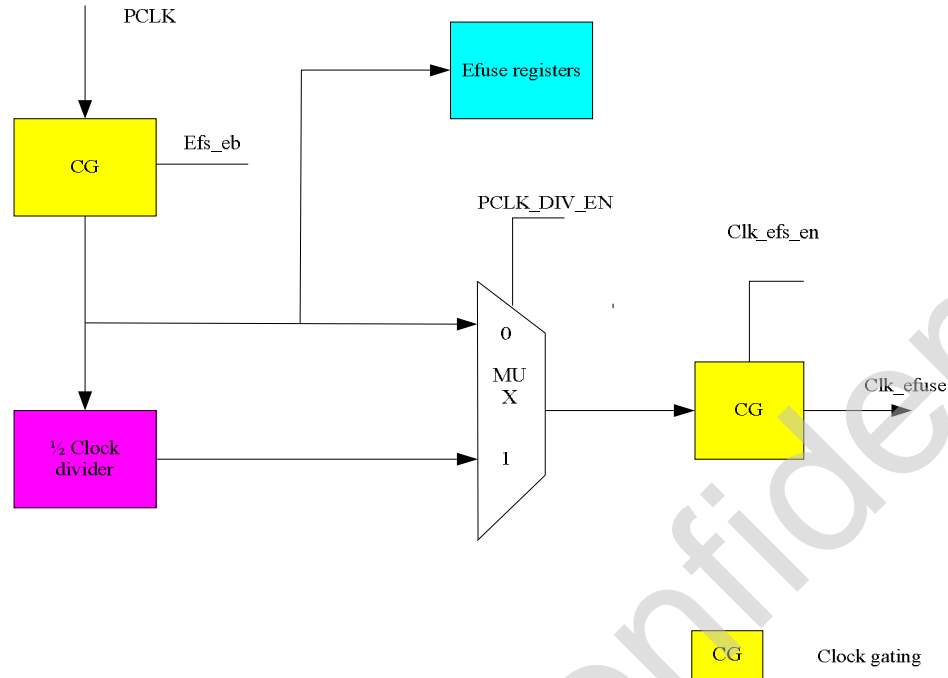 PCLK
Efuse registers
Efs_eb
CG
PCLK_DIV_EN
Clk_efs_en
0
MU
X
Clk_efuse
CG
½ Clock
divider
1
CG
Clock gating